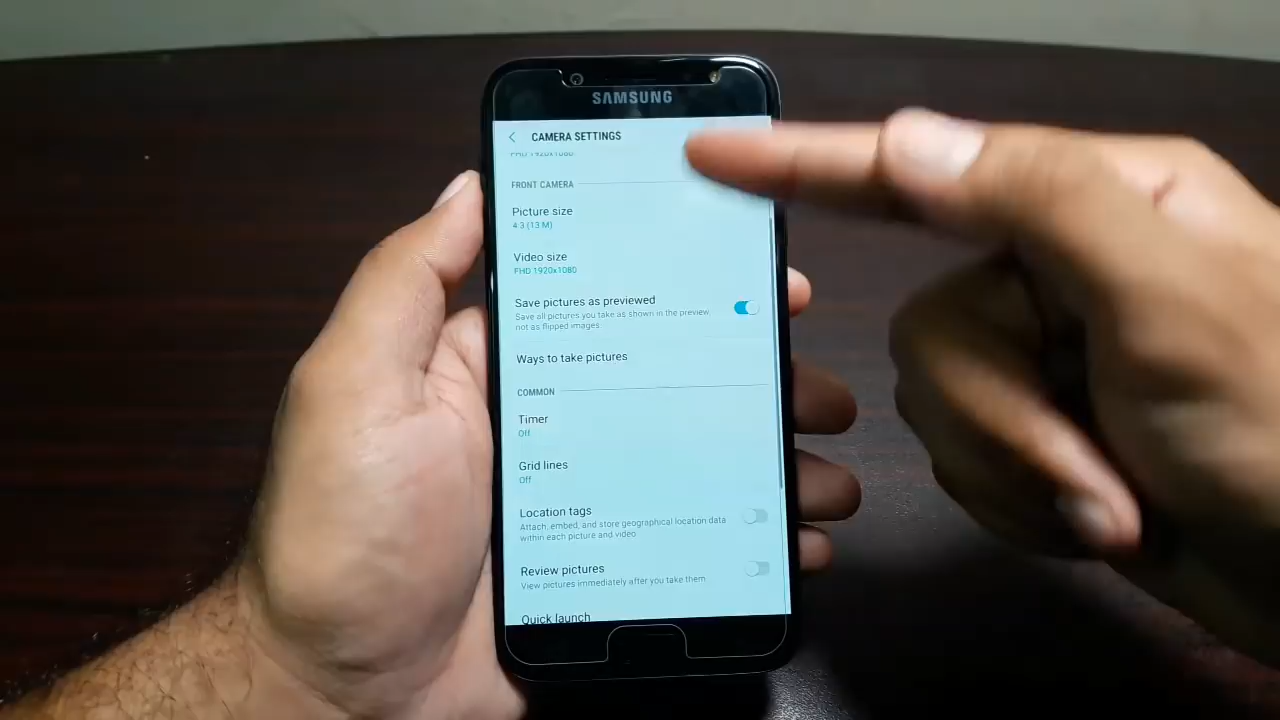 SAMSUNG
CAMERA SETTINGS
FHD 1920x1080
FRONT CAMERA
Picture size
4:3 (13 M)
Video size
FHD 1920x1080
Save pictures as previewed
Save all pictures you take as shown in the preview,
not as flipped images.
Ways to take pictures
COMMON
Timer
Off
Grid lines
Off
Location tags
Attach, embed, and store geographical location data
within each picture and video
Review pictures
View pictures immediately after you take them.
Quick launch